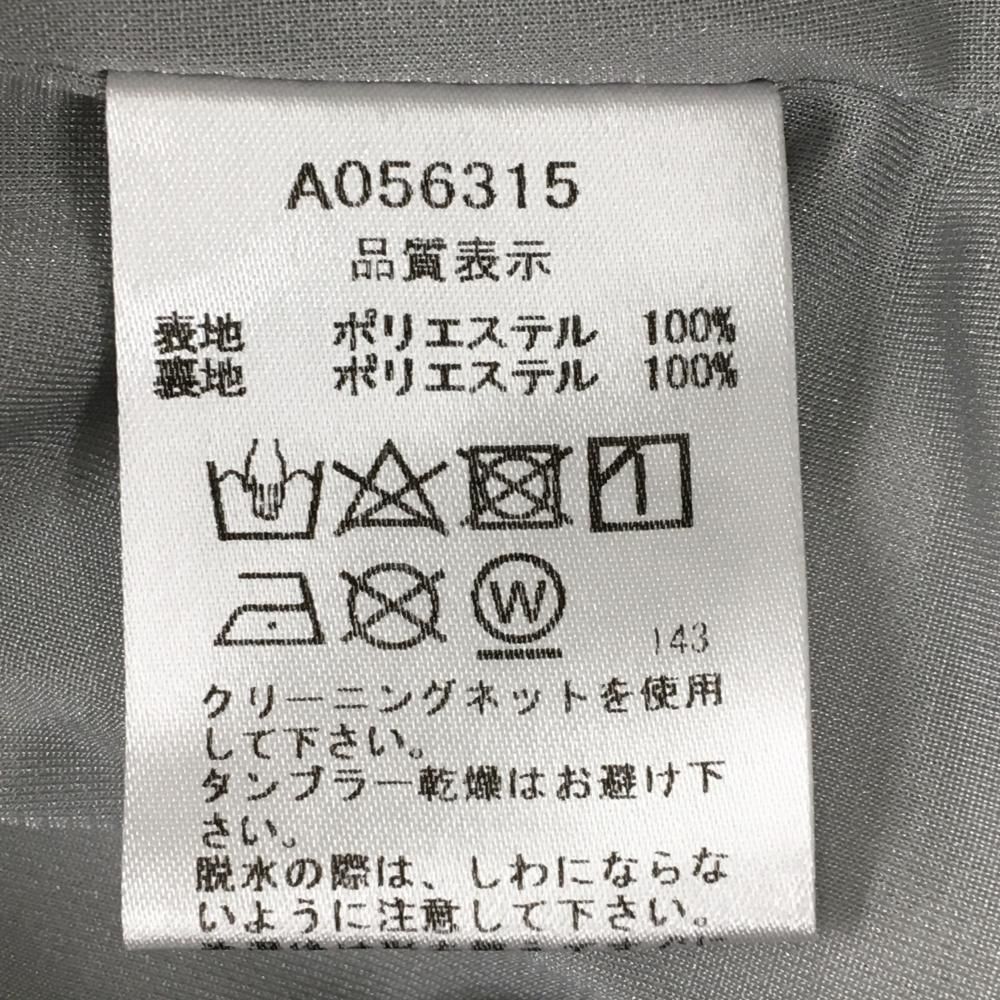 A056315
品質表示
表地 ポリエステル 100%
裏地 ポリエステル 100%
W
143
クリーニングネットを使用
して下さい。
タンブラー乾燥はお避け下
さい。
脱水の際は、しわにならな
いように注意して下さい。